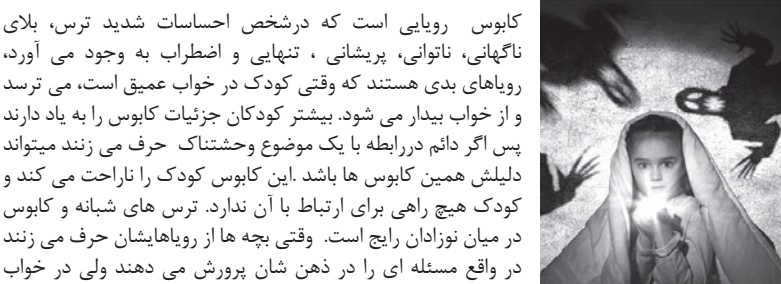 کابوس رویایی است که درشخص احساسات شدید ترس، بلای
ناگهانی، ناتوانی، پریشانی ، تنهایی و اضطراب به وجود می آورد،
رویاهای بدی هستند که وقتی کودک در خواب عمیق است، می ترسد
و از خواب بیدار می شود. بیشتر کودکان جزئیات کابوس را به یاد دارند
پس اگر دائم دررابطه با یک موضوع وحشتناک حرف می زنند میتواند
دلیلش همین کابوس ها باشد .این کابوس کودک را ناراحت می کند و
کودک هیچ راهی برای ارتباط با آن ندارد. ترس های شبانه و کابوس
در میان نوزادان رایج است. وقتی بچه ها از رویاهایشان حرف می زنند
در واقع مسئله ای را در ذهن شان پرورش می دهند ولی در خواب